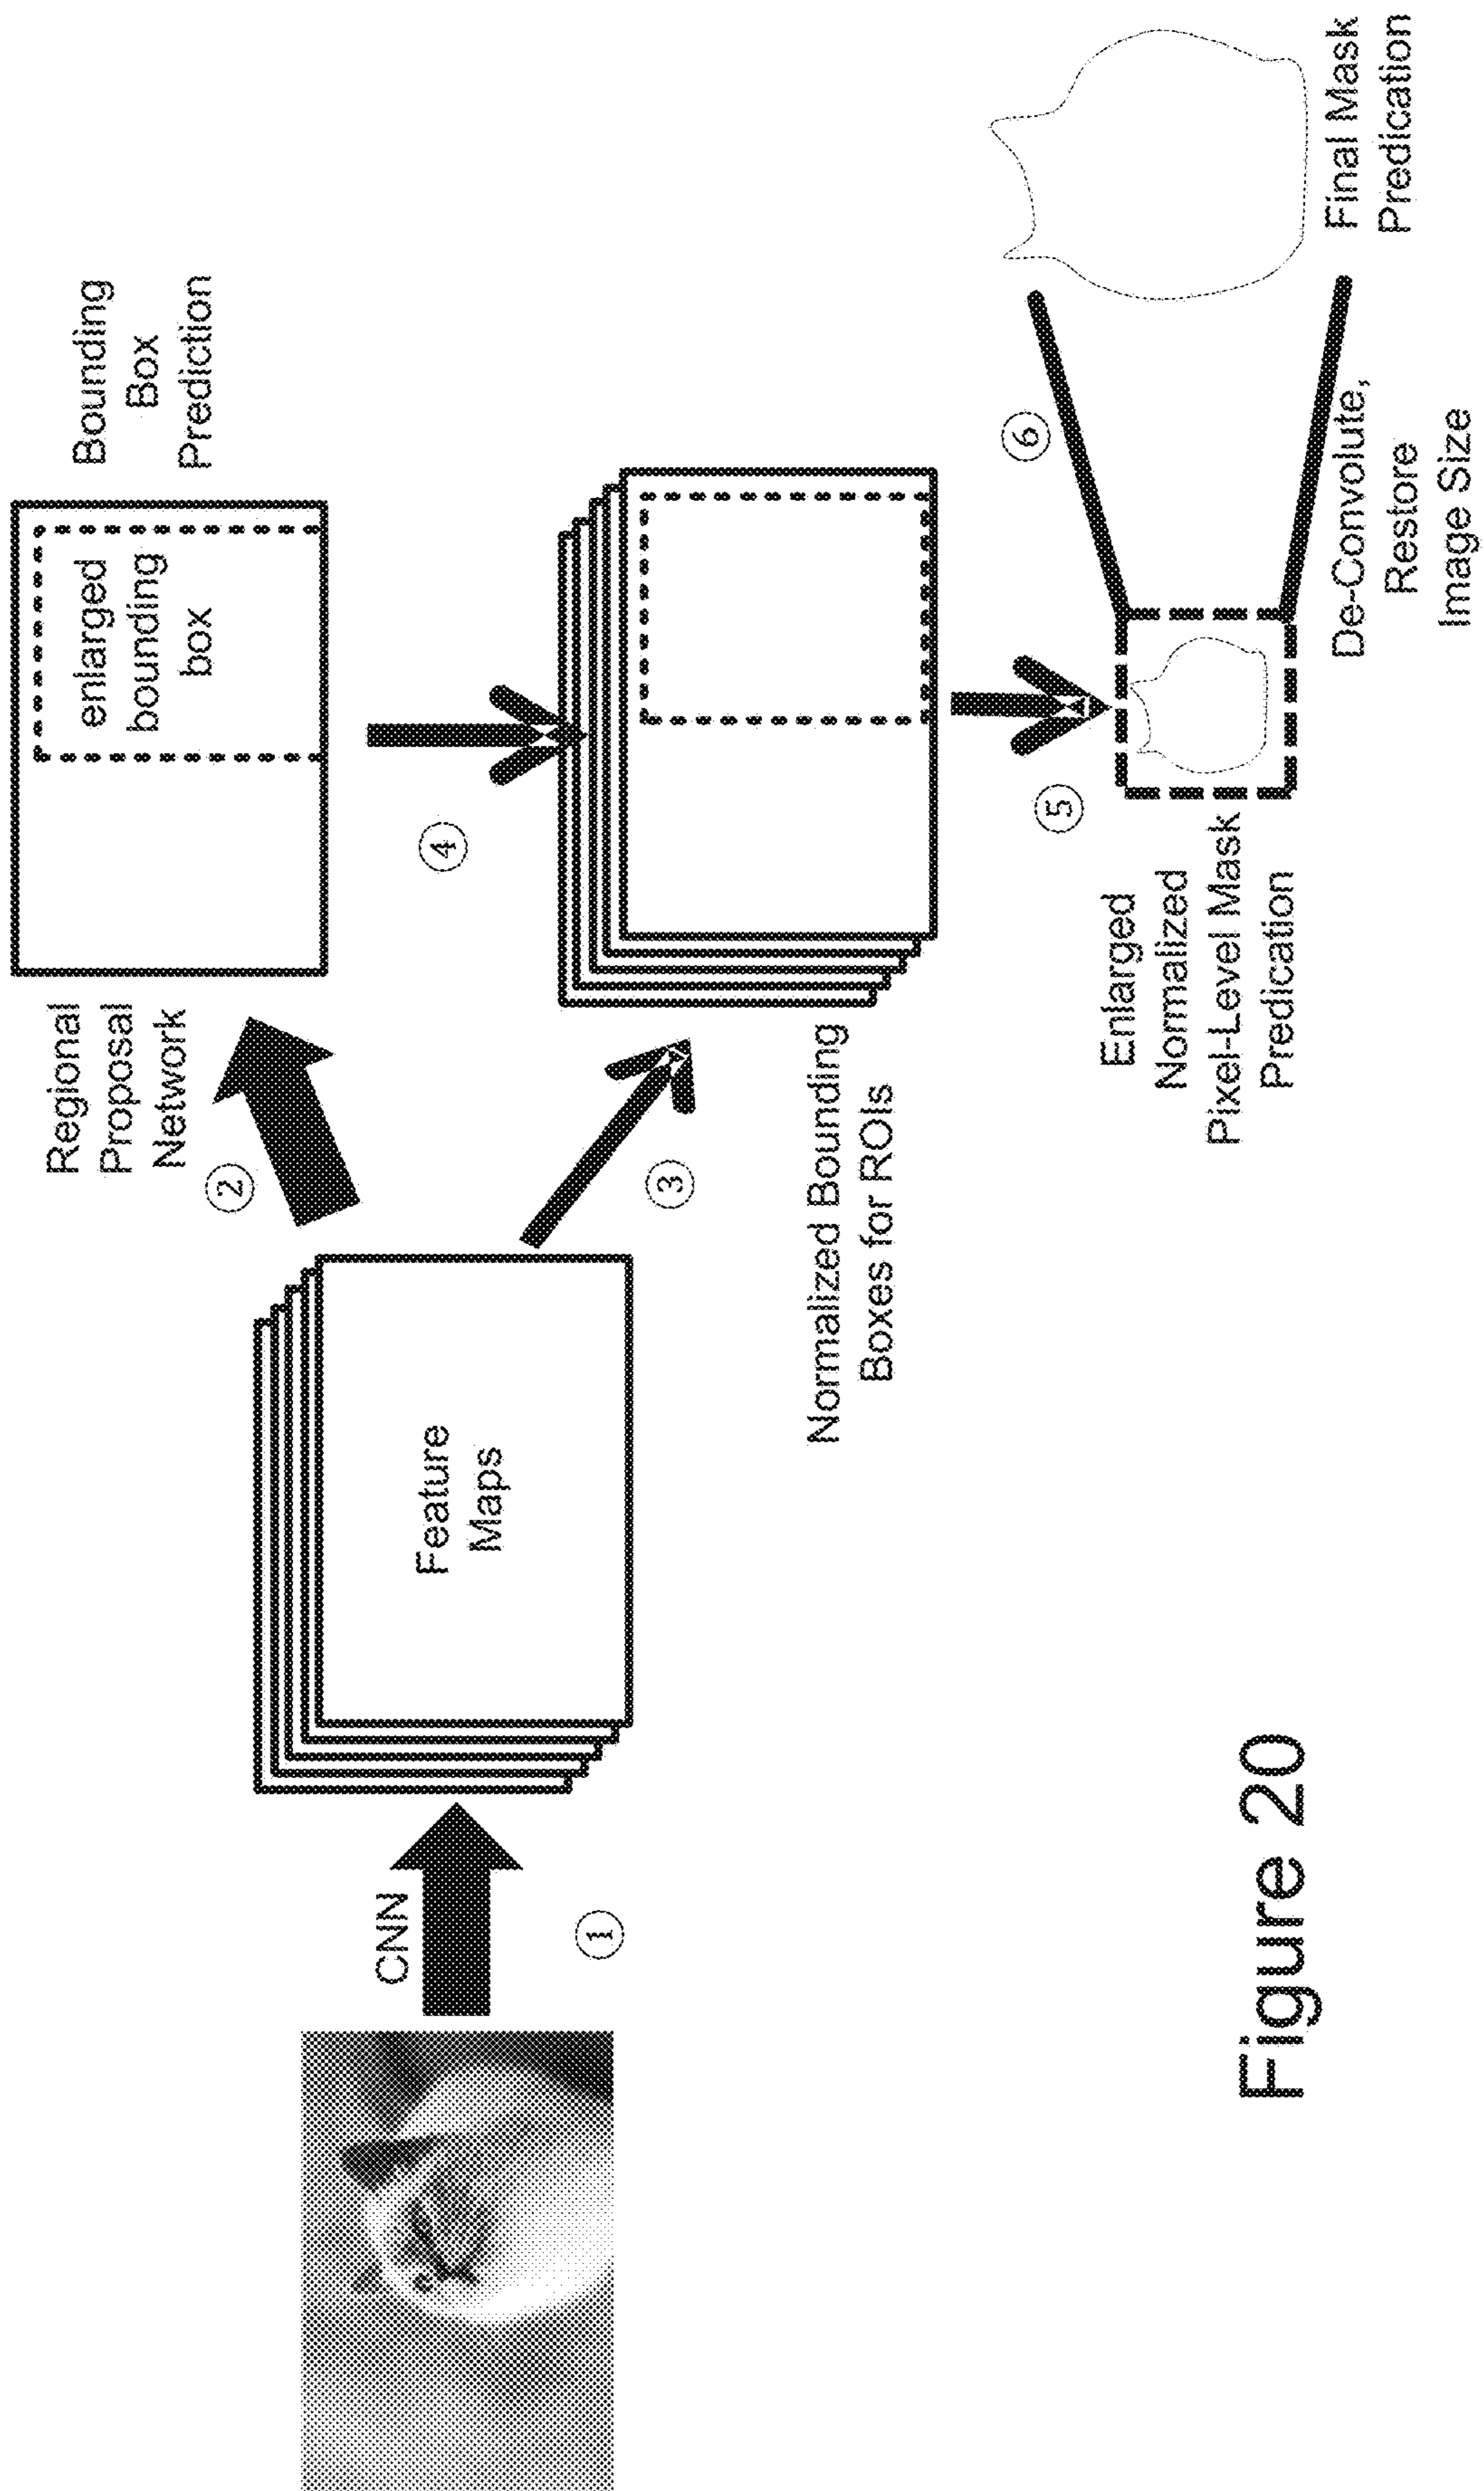 CNN
①
Feature
Maps
②
Regional
Proposal
Network
enlarged
bounding
box
Bounding
Box
Prediction
③
④
Normalized Bounding
Boxes for ROIs
⑤
Enlarged
Normalized
Pixel-Level Mask
Predication
⑥
De-Convolute,
Restore
Image Size
Final Mask
Predication
Figure 20